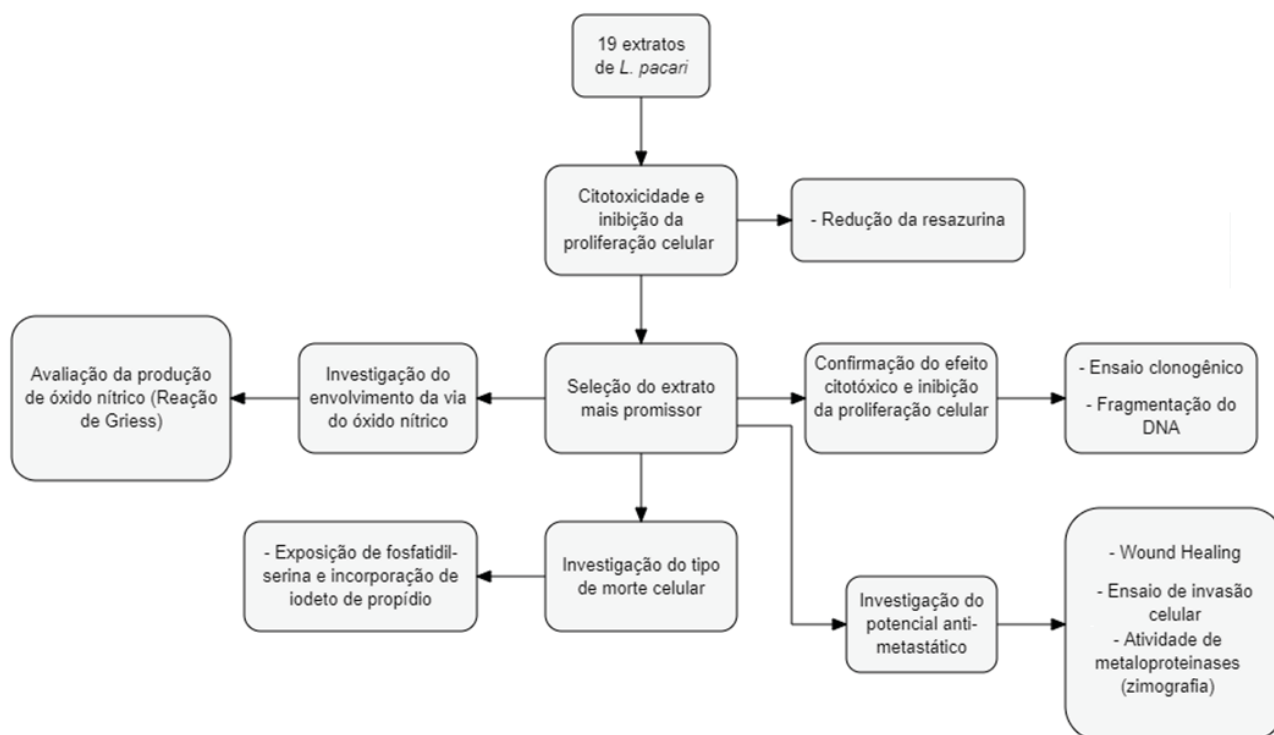 19 extratos
de L. pacari
Citotoxicidade e
inibição da
proliferação celular
- Redução da resazurina
Avaliação da produção
de óxido nítrico (Reação
de Griess)
Investigação do
envolvimento da via
do óxido nítrico
Seleção do extrato
mais promissor
Confirmação do efeito
citotóxico e inibição
da proliferação celular
- Ensaio clonogênico
- Fragmentação do
DNA
- Exposição de fosfatidil-
serina e incorporação de
iodeto de propídio
Investigação do tipo
de morte celular
Investigação do
potencial anti-
metastático
- Wound Healing
- Ensaio de invasão
celular
- Atividade de
metaloproteinases
(zimografia)